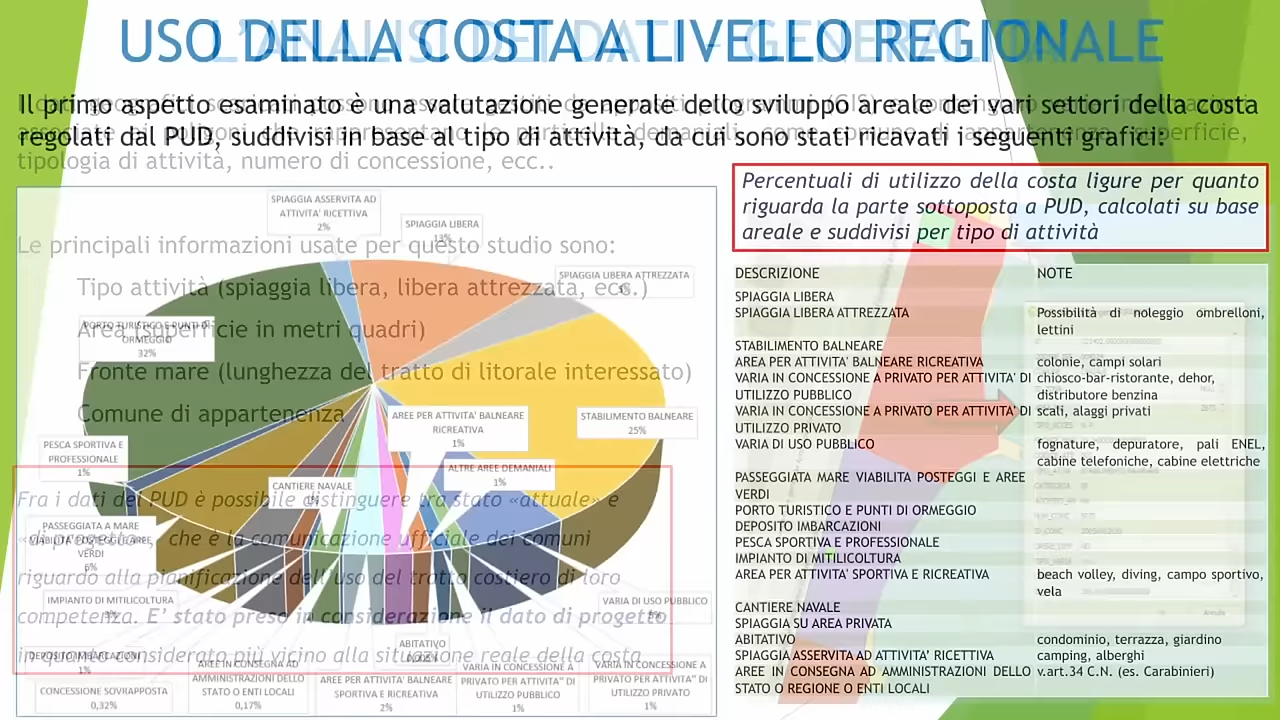 USO DELLA COSTA A LIVELLO REGIONALE
L'ANALISI DEI DATI - GENERALITA
Il primo aspetto esaminato è una valutazione generale dello sviluppo areale dei vari settori della costa
regolati dal PUD, suddivisi in base al tipo di attività, da cui sono stati ricavati i seguenti grafici:
tipologia di attività, numero di concessione, ecc..
Percentuali di utilizzo della costa ligure per quanto
riguarda la parte sottoposta a PUD, calcolati su base
areale e suddivisi per tipo di attività
SPIAGGIA ASSERVITA AD
ATTIVITA' RICETTIVA
2%
SPIAGGIA LIBERA
13%
Le principali informazioni usate per questo studio sono:
SPIAGGIA LIBERA ATTREZZATA
Tipo attività (spiaggia libera, libera attrezzata, ecc.)
PORTO TURISTICO E PUNTI DI
ORMEGGIO
32%
Area (superficie in metri quadri)
Fronte mare (lunghezza del tratto di litorale interessato)
Comune di appartenenza
AREE PER ATTIVITA' BALNEARE
RICREATIVA
1%
STABILIMENTO BALNEARE
25%
PESCA SPORTIVA E
PROFESSIONALE
1%
ALTRE AREE DEMANIALI
1%
CANTIERE NAVALE
Fra i dati del PUD è possibile distinguere tra stato «attuale» e
«di progetto», che è la comunicazione ufficiale dei comuni
riguardo alla pianificazione dell'uso del tratto costiero di loro
competenza. E' stato preso in considerazione il dato di progetto
in quanto considerato più vicino alla situazione reale della costa
PASSEGGIATA A MARE
VIABILITA' POSTEGGI E AREE
VERDI
6%
IMPIANTO DI MITILICOLTURA
VARIA DI USO PUBBLICO
DEPOSITO IMBARCAZIONI
1%
ABITATIVO
CONCESSIONE SOVRAPPOSTA
0,32%
AREE IN CONSEGNA AD
AMMINISTRAZIONI DELLO
STATO O ENTI LOCALI
0,17%
AREE PER ATTIVITA' BALNEARE
SPORTIVA E RICREATIVA
2%
VARIA IN CONCESSIONE A
PRIVATO PER ATTIVITA" DI
UTILIZZO PUBBLICO
1%
VARIA IN CONCESSIONE A
PRIVATO PER ATTIVITA" DI
UTILIZZO PRIVATO
1%
DESCRIZIONE NOTE
SPIAGGIA LIBERA
SPIAGGIA LIBERA ATTREZZATA Possibilità di noleggio ombrelloni,
lettini
STABILIMENTO BALNEARE
AREA PER ATTIVITA' BALNEARE RICREATIVA colonie, campi solari
VARIA IN CONCESSIONE A PRIVATO PER ATTIVITA' DI chiosco-bar-ristorante, dehor,
UTILIZZO PUBBLICO distributore benzina
VARIA IN CONCESSIONE A PRIVATO PER ATTIVITA' DI scali, alaggi privati
UTILIZZO PRIVATO
VARIA DI USO PUBBLICO fognature, depuratore, pali ENEL,
cabine telefoniche, cabine elettriche
PASSEGGIATA MARE VIABILITA POSTEGGI E AREE
VERDI
PORTO TURISTICO E PUNTI DI ORMEGGIO
DEPOSITO IMBARCAZIONI
PESCA SPORTIVA E PROFESSIONALE
IMPIANTO DI MITILICOLTURA
AREA PER ATTIVITA' SPORTIVA E RICREATIVA beach volley, diving, campo sportivo,
vela
CANTIERE NAVALE
SPIAGGIA SU AREA PRIVATA
ABITATIVO condominio, terrazza, giardino
SPIAGGIA ASSERVITA AD ATTIVITA' RICETTIVA camping, alberghi
AREE IN CONSEGNA AD AMMINISTRAZIONI DELLO v.art.34 C.N. (es. Carabinieri)
STATO O REGIONE O ENTI LOCALI